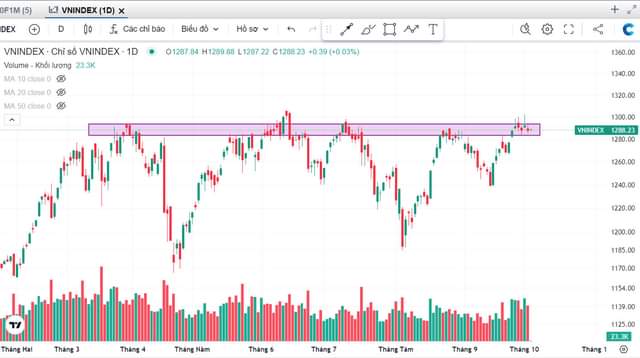 0F1M (5) VNINDEX (1D)
DEX D Các chỉ báo Biểu đồ Hồ sơ T
VNINDEX · Chỉ số VNINDEX · 1D O1287.84 H1289.68 L1287.22 C1288.23 +0.39 (+0.03%)
Volume - Khối lượng 23.3K
MA 10 close 0
MA 20 close 0
MA 50 close 0
1360.00
1340.00
1320.00
1300.00
VNINDEX 1288.23
1280.00
1260.00
1240.00
1220.00
1200.00
1185.00
1170.00
1154.00
1139.00
1125.00
23.3K
Tháng Hai Tháng 3 Tháng 4 Tháng Năm Tháng 6 Tháng 7 Tháng Tám Tháng 9 Tháng 10 Tháng 1